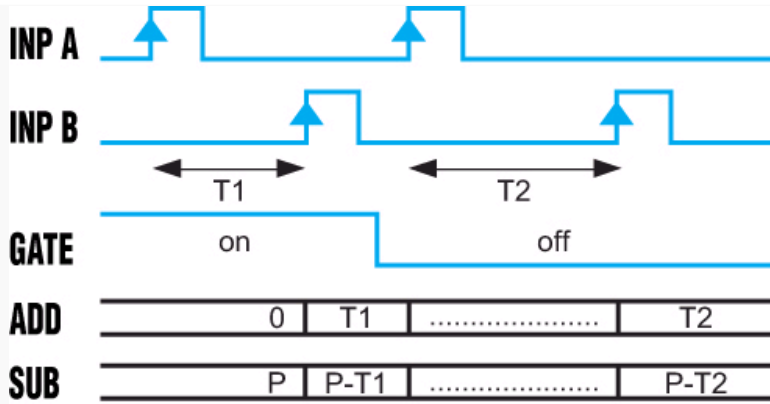 INP A
INP B
T1 T2
GATE on off
ADD 0 T1 ........................ T2
SUB P P-T1 ........................ P-T2